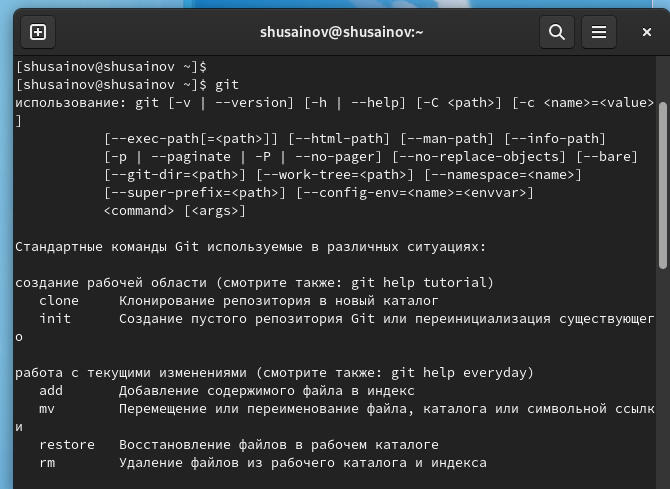 shusainov@shusainov:~
[shusainov@shusainov ~]$
[shusainov@shusainov ~]$ git
использование: git [-v | --version] [-h | --help] [-C <path>] [-c <name>=<value>
]
[--exec-path[=<path>]] [--html-path] [--man-path] [--info-path]
[-p | --paginate | -P | --no-pager] [--no-replace-objects] [--bare]
[--git-dir=<path>] [--work-tree=<path>] [--namespace=<name>]
[--super-prefix=<path>] [--config-env=<name>=<envvar>]
<command> [<args>]
Стандартные команды Git используемые в различных ситуациях:
создание рабочей области (смотрите также: git help tutorial)
clone Клонирование репозитория в новый каталог
init Создание пустого репозитория Git или переинициализация существующег
о
работа с текущими изменениями (смотрите также: git help everyday)
add Добавление содержимого файла в индекс
mv Перемещение или переименование файла, каталога или символьной ссылк
и
restore Восстановление файлов в рабочем каталоге
rm Удаление файлов из рабочего каталога и индекса